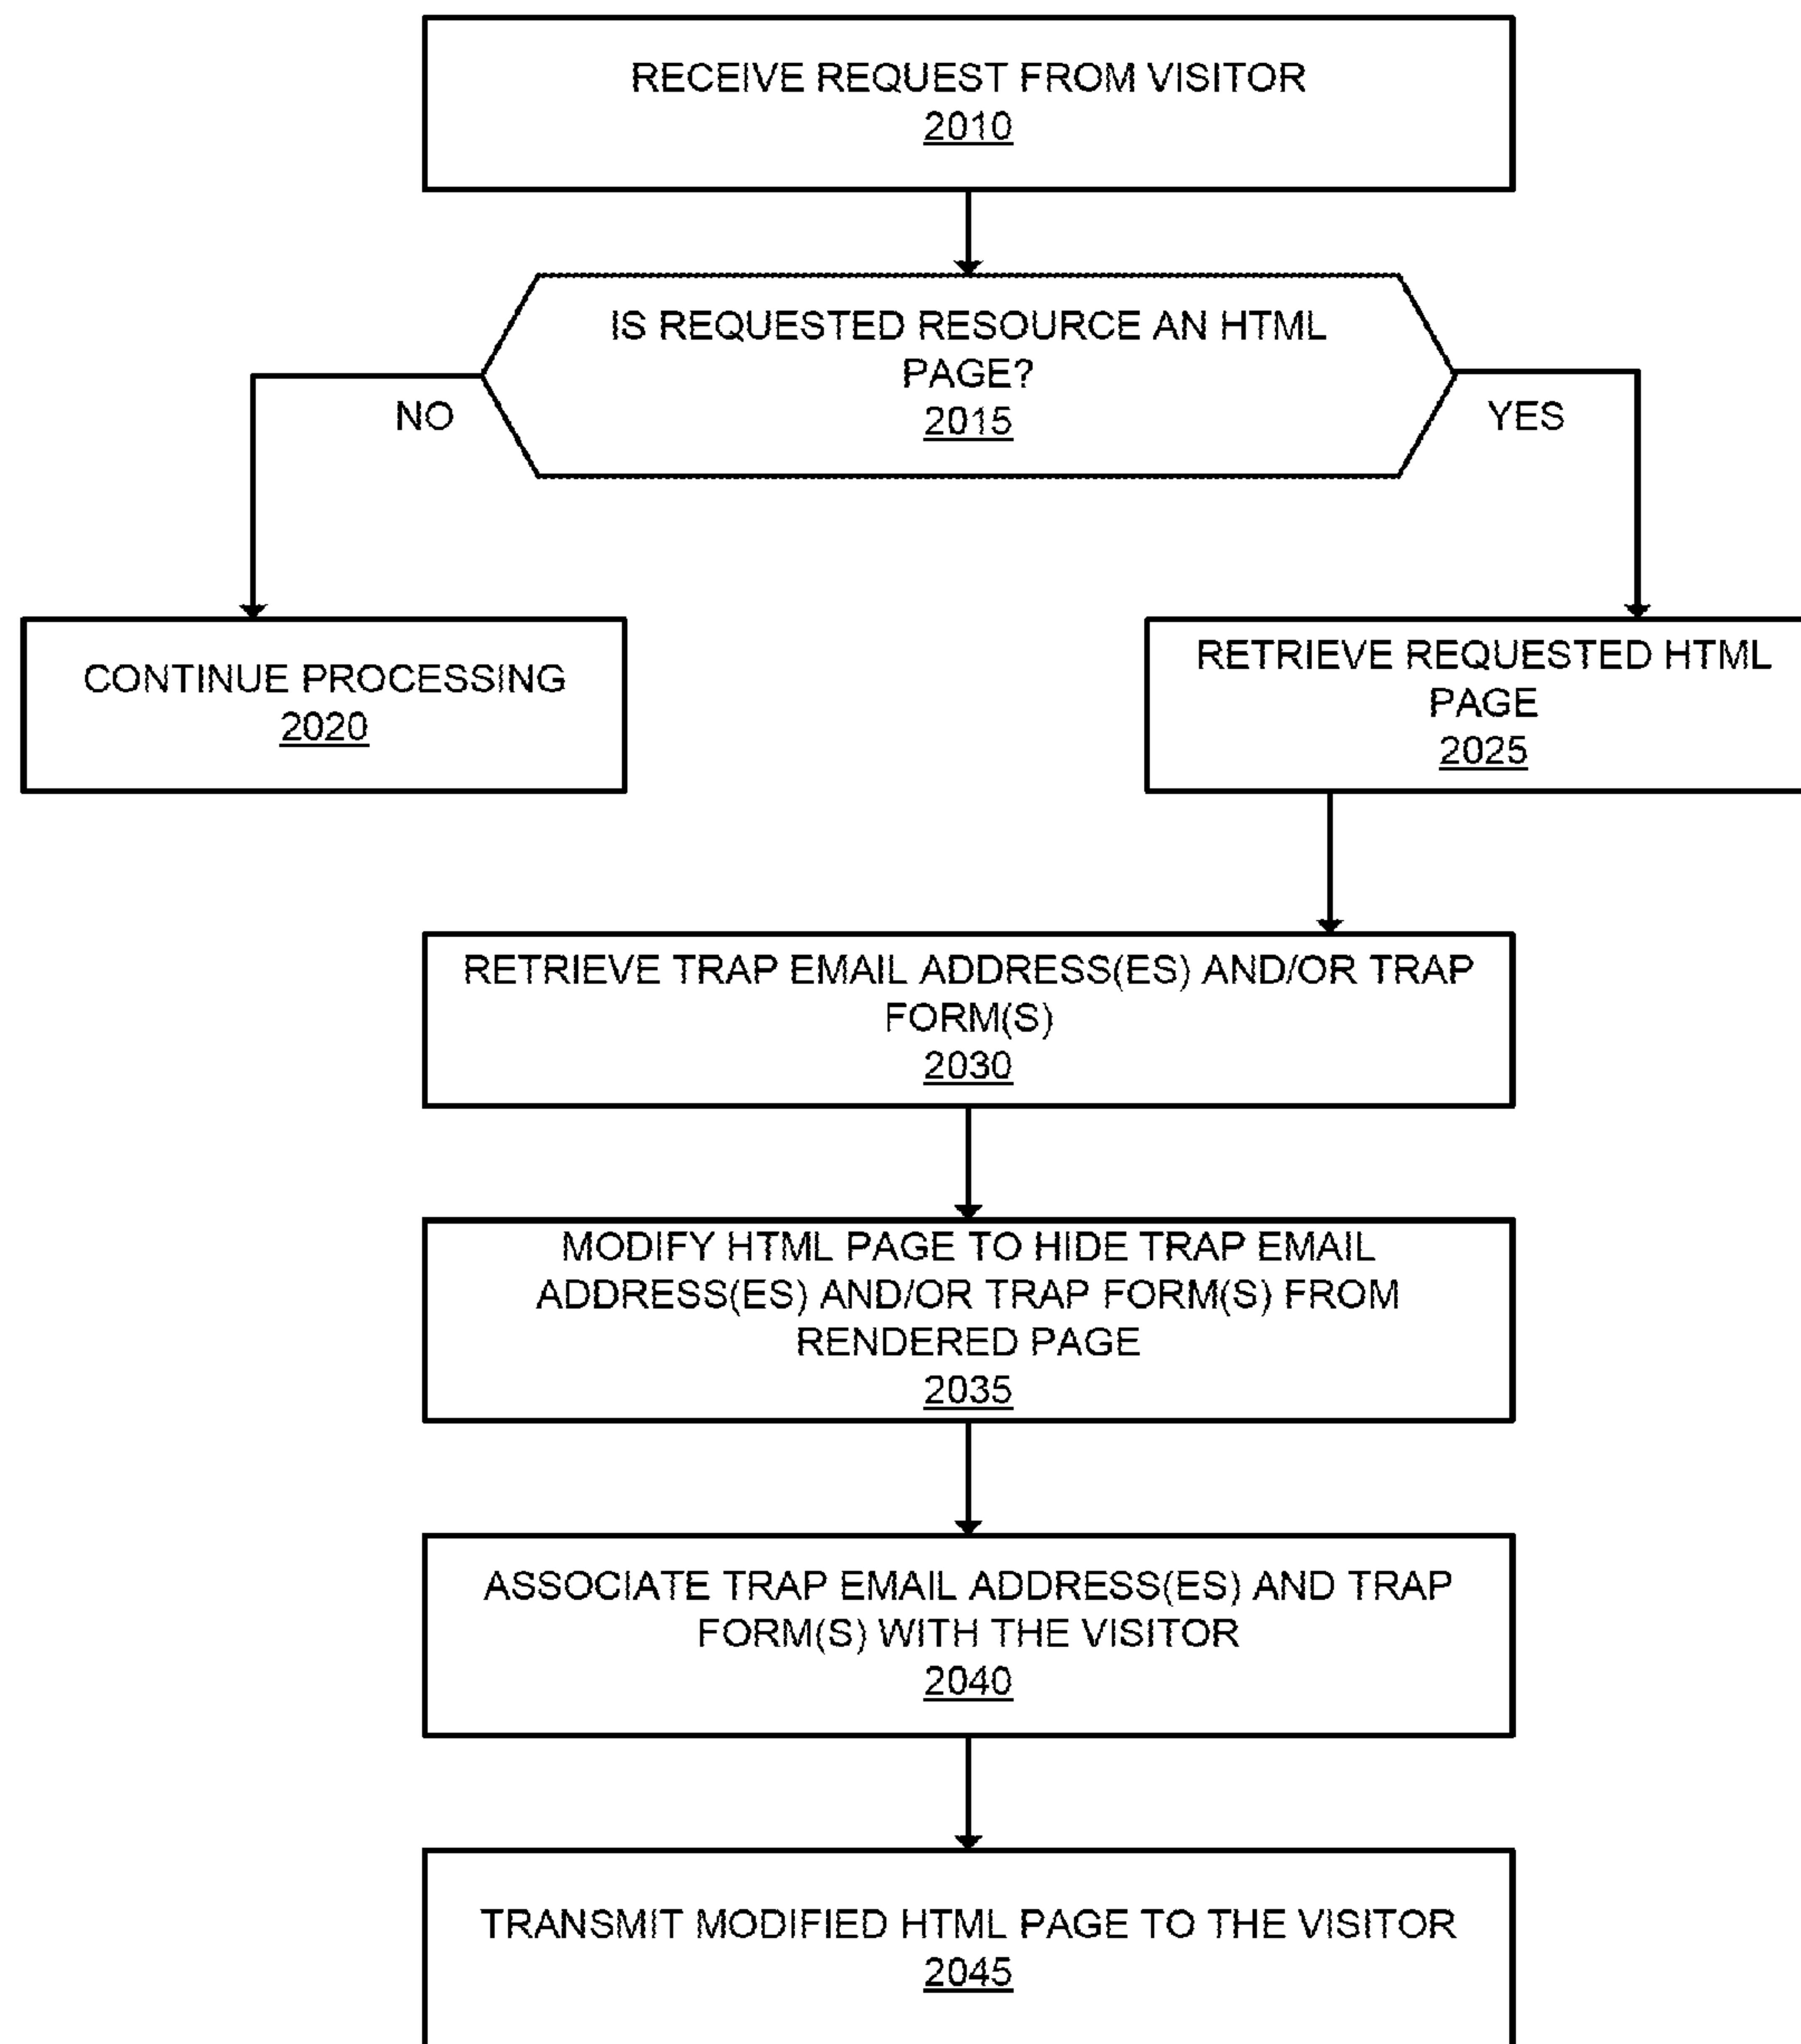 RECEIVE REQUEST FROM VISITOR
2010
IS REQUESTED RESOURCE AN HTML
PAGE?
2015
NO
YES
CONTINUE PROCESSING
2020
RETRIEVE REQUESTED HTML
PAGE
2025
RETRIEVE TRAP EMAIL ADDRESS(ES) AND/OR TRAP
FORM(S)
2030
MODIFY HTML PAGE TO HIDE TRAP EMAIL
ADDRESS(ES) AND/OR TRAP FORM(S) FROM
RENDERED PAGE
2035
ASSOCIATE TRAP EMAIL ADDRESS(ES) AND TRAP
FORM(S) WITH THE VISITOR
2040
TRANSMIT MODIFIED HTML PAGE TO THE VISITOR
2045